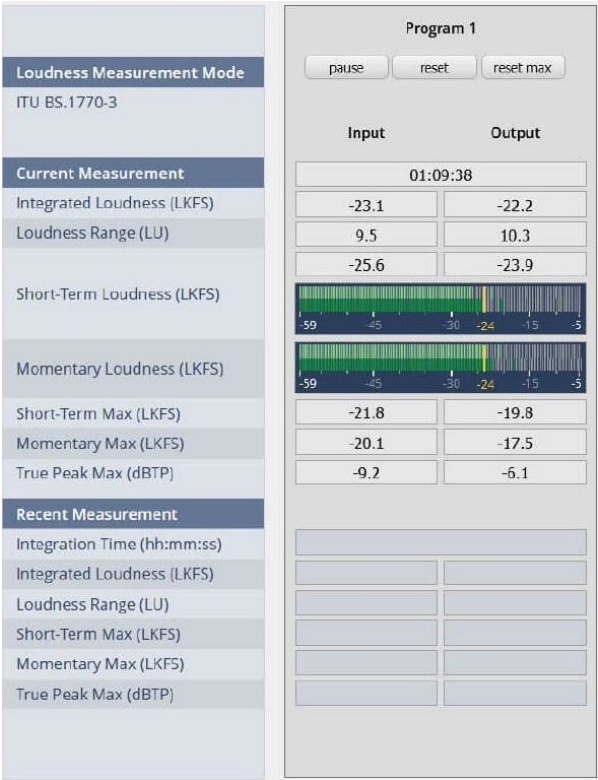 Program 1
Loudness Measurement Mode
pause reset reset max
ITU BS.1770-3
Input Output
Current Measurement
01:09:38
Integrated Loudness (LKFS) -23.1 -22.2
Loudness Range (LU) 9.5 10.3
-25.6 -23.9
Short-Term Loudness (LKFS)
-59 -45 -30 -24 -15 -5
Momentary Loudness (LKFS)
-59 -45 -30 -24 -15 -5
Short-Term Max (LKFS) -21.8 -19.8
Momentary Max (LKFS) -20.1 -17.5
True Peak Max (dBTP) -9.2 -6.1
Recent Measurement
Integration Time (hh:mm:ss)
Integrated Loudness (LKFS)
Loudness Range (LU)
Short-Term Max (LKFS)
Momentary Max (LKFS)
True Peak Max (dBTP)